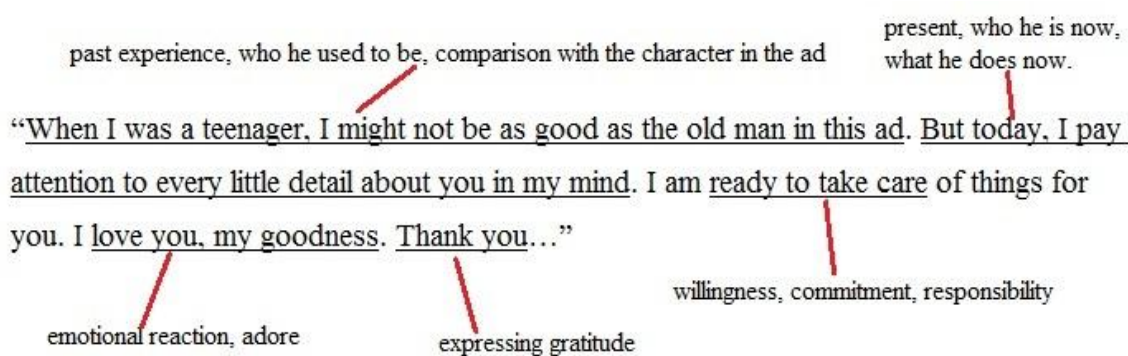 present, who he is now,
past experience, who he used to be, comparison with the character in the ad
what he does now.
“When I was a teenager, I might not be as good as the old man in this ad. But today, I pay
attention to every little detail about you in my mind. I am ready to take care of things for
you. I love you, my goodness. Thank you…”
willingness, commitment, responsibility
emotional reaction, adore
expressing gratitude